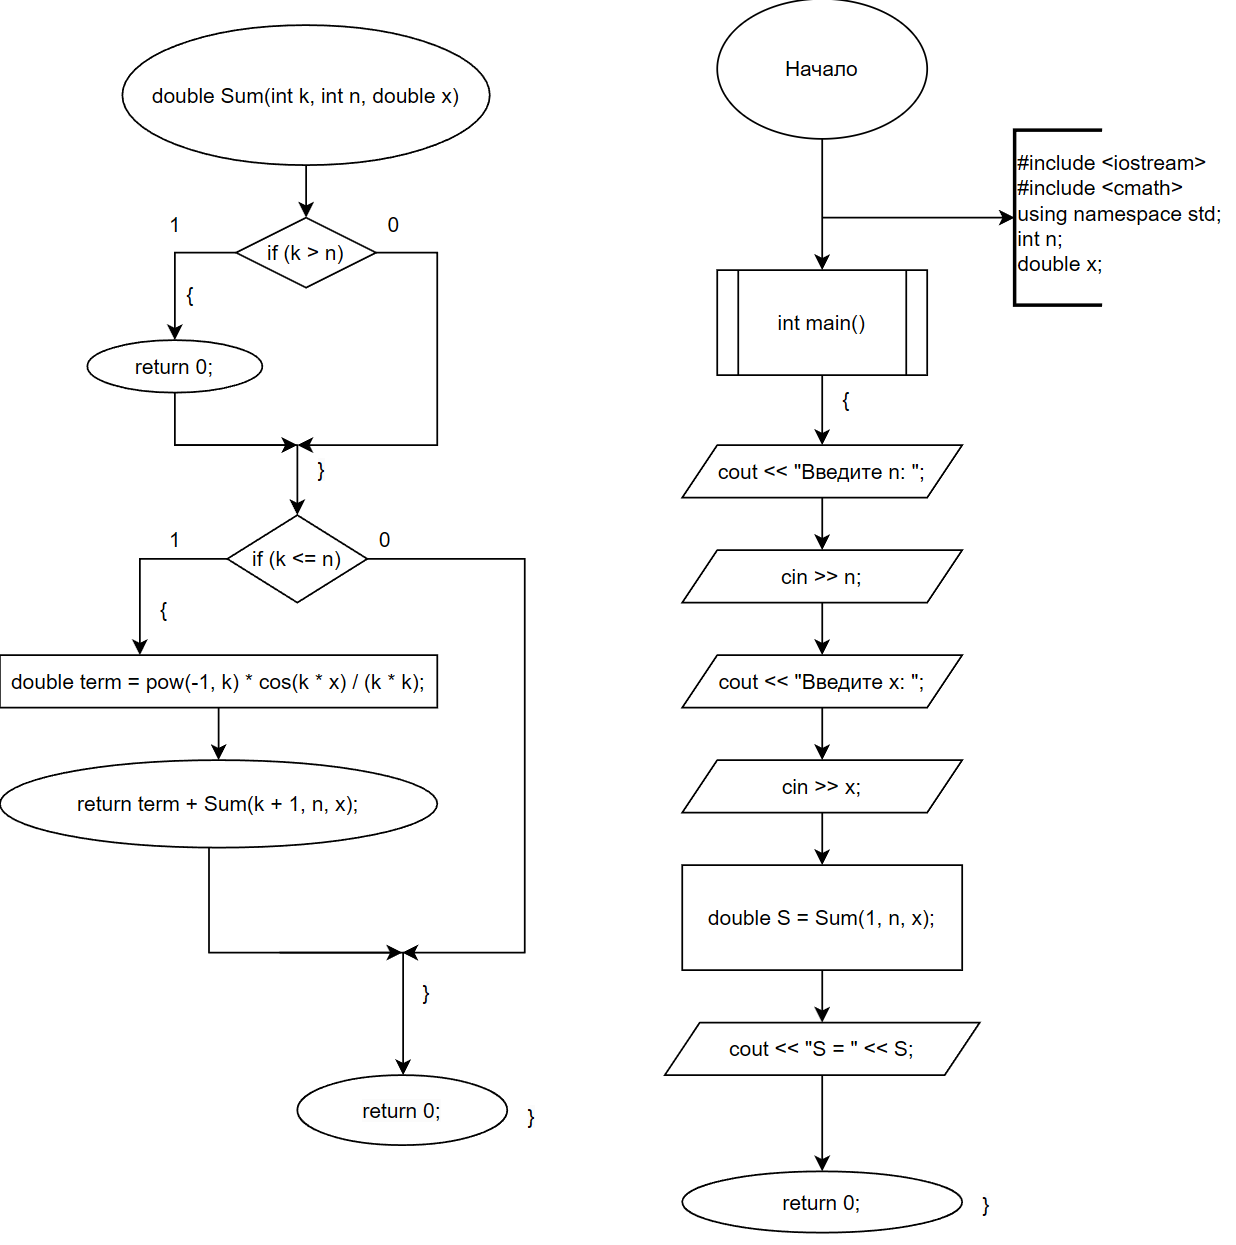 double Sum(int k, int n, double x)
1
0
if (k > n)
{
return 0;
}
1
0
if (k <= n)
{
double term = pow(-1, k) * cos(k * x) / (k * k);
return term + Sum(k + 1, n, x);
}
return 0;
}
Начало
#include <iostream>
#include <cmath>
using namespace std;
int n;
double x;
int main()
{
cout << "Введите n: ";
cin >> n;
cout << "Введите x: ";
cin >> x;
double S = Sum(1, n, x);
cout << "S = " << S;
return 0;
}